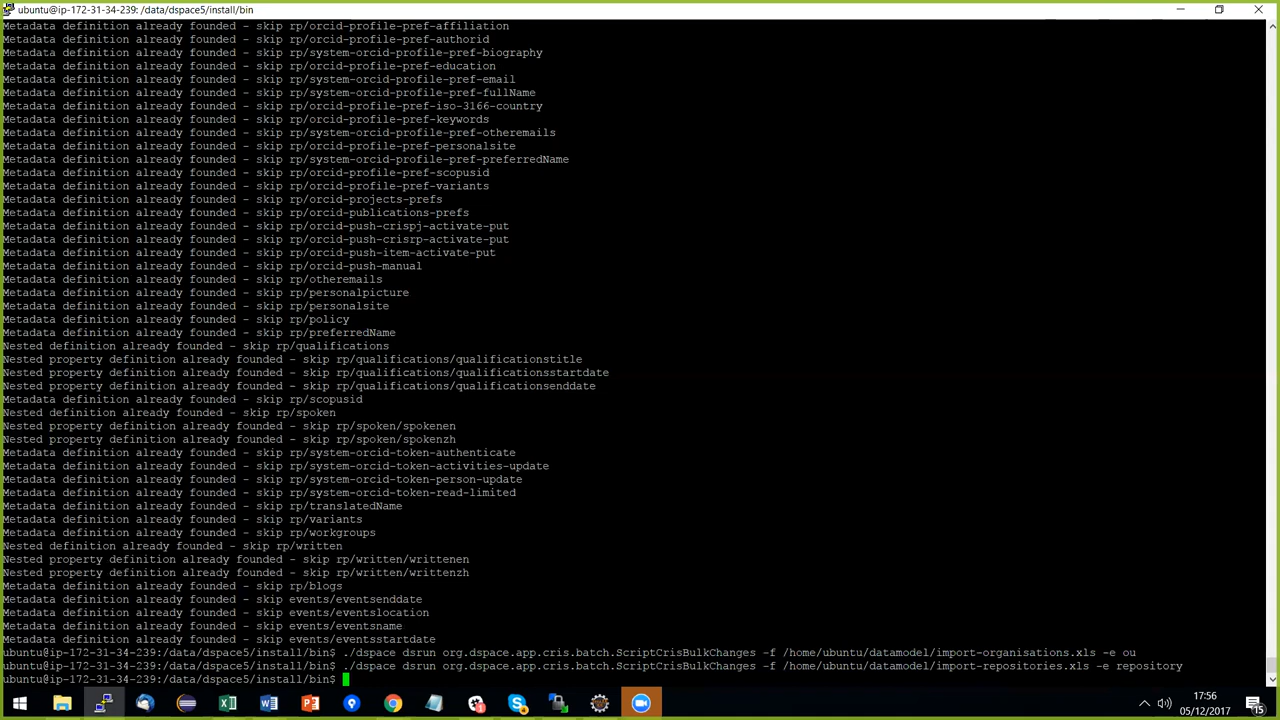 ubuntu@ip-172-31-34-239: /data/dspace5/install/bin
Metadata definition already founded - skip rp/orcid-profile-pref-affiliation
Metadata definition already founded - skip rp/orcid-profile-pref-authorid
Metadata definition already founded - skip rp/system-orcid-profile-pref-biography
Metadata definition already founded - skip rp/orcid-profile-pref-education
Metadata definition already founded - skip rp/system-orcid-profile-pref-email
Metadata definition already founded - skip rp/system-orcid-profile-pref-fullName
Metadata definition already founded - skip rp/orcid-profile-pref-iso-3166-country
Metadata definition already founded - skip rp/orcid-profile-pref-keywords
Metadata definition already founded - skip rp/system-orcid-profile-pref-otheremails
Metadata definition already founded - skip rp/orcid-profile-pref-personalsite
Metadata definition already founded - skip rp/system-orcid-profile-pref-preferredName
Metadata definition already founded - skip rp/orcid-profile-pref-scopusid
Metadata definition already founded - skip rp/orcid-profile-pref-variants
Metadata definition already founded - skip rp/orcid-projects-prefs
Metadata definition already founded - skip rp/orcid-publications-prefs
Metadata definition already founded - skip rp/orcid-push-crispj-activate-put
Metadata definition already founded - skip rp/orcid-push-crisrp-activate-put
Metadata definition already founded - skip rp/orcid-push-item-activate-put
Metadata definition already founded - skip rp/orcid-push-manual
Metadata definition already founded - skip rp/otheremails
Metadata definition already founded - skip rp/personalpicture
Metadata definition already founded - skip rp/personalsite
Metadata definition already founded - skip rp/policy
Metadata definition already founded - skip rp/preferredName
Nested definition already founded - skip rp/qualifications
Nested property definition already founded - skip rp/qualifications/qualificationstitle
Nested property definition already founded - skip rp/qualifications/qualificationsstartdate
Nested property definition already founded - skip rp/qualifications/qualificationsenddate
Metadata definition already founded - skip rp/scopusid
Nested definition already founded - skip rp/spoken
Nested property definition already founded - skip rp/spoken/spokenen
Nested property definition already founded - skip rp/spoken/spokenzh
Metadata definition already founded - skip rp/system-orcid-token-authenticate
Metadata definition already founded - skip rp/system-orcid-token-activities-update
Metadata definition already founded - skip rp/system-orcid-token-person-update
Metadata definition already founded - skip rp/system-orcid-token-read-limited
Metadata definition already founded - skip rp/translatedName
Metadata definition already founded - skip rp/variants
Metadata definition already founded - skip rp/workgroups
Nested definition already founded - skip rp/written
Nested property definition already founded - skip rp/written/writtenen
Nested property definition already founded - skip rp/written/writtenzh
Metadata definition already founded - skip rp/blogs
Metadata definition already founded - skip events/eventsenddate
Metadata definition already founded - skip events/eventslocation
Metadata definition already founded - skip events/eventsname
Metadata definition already founded - skip events/eventsstartdate
ubuntu@ip-172-31-34-239:/data/dspace5/install/bin$ ./dspace dsrun org.dspace.app.cris.batch.ScriptCrisBulkChanges -f /home/ubuntu/datamodel/import-organisations.xls -e ou
ubuntu@ip-172-31-34-239:/data/dspace5/install/bin$ ./dspace dsrun org.dspace.app.cris.batch.ScriptCrisBulkChanges -f /home/ubuntu/datamodel/import-repositories.xls -e repository
ubuntu@ip-172-31-34-239:/data/dspace5/install/bin$
17:56
05/12/2017
15